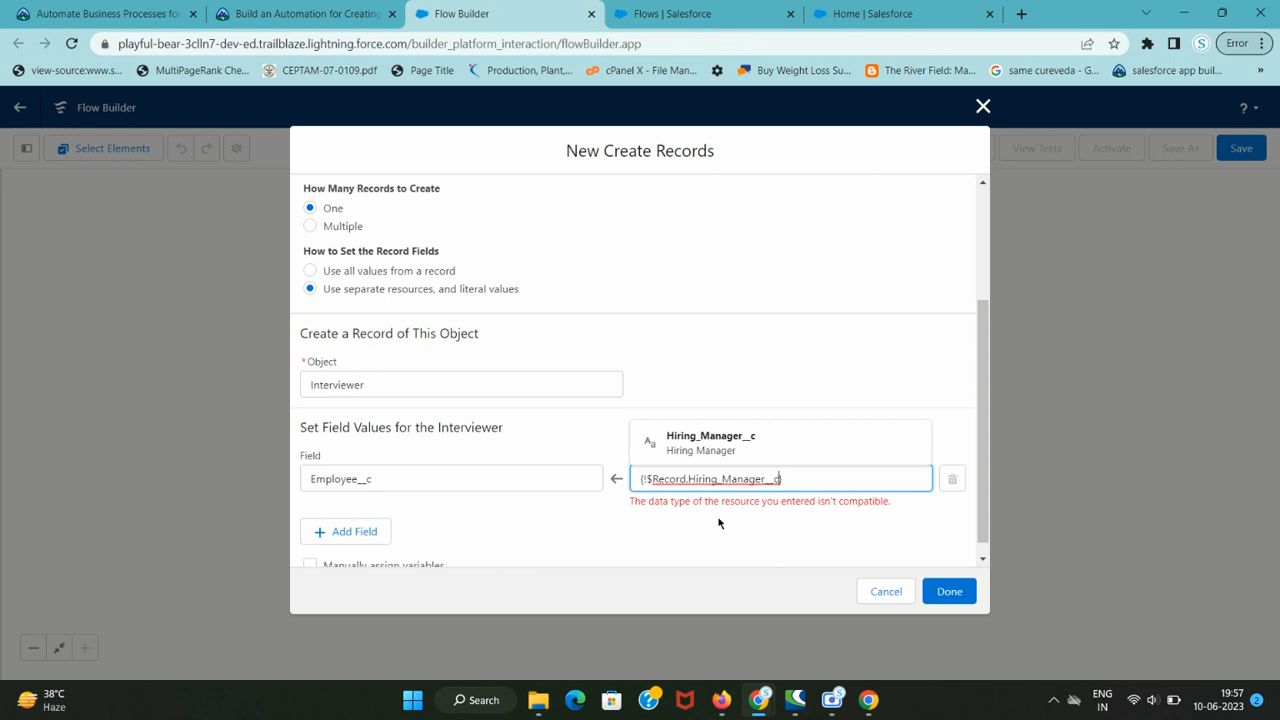 Automate Business Processes for
Build an Automation for Creating
Flow Builder
Flows | Salesforce
Home | Salesforce
playful-bear-3clln7-dev-ed.trailblaze.lightning.force.com/builder_platform_interaction/flowBuilder.app
S
Error
view-source:www.s...
MultiPageRank Che...
CEPTAM-07-0109.pdf
Page Title
Production, Plant,...
cPanel X - File Man...
Buy Weight Loss Su...
The River Field: Ma...
same cureveda - G...
salesforce app buil...
»
Flow Builder
?
Select Elements
View Tests
Activate
Save As
Save
New Create Records
How Many Records to Create
One
Multiple
How to Set the Record Fields
Use all values from a record
Use separate resources, and literal values
Create a Record of This Object
*Object
Interviewer
Set Field Values for the Interviewer
Aa
Hiring_Manager__c
Hiring Manager
Field
Employee__c
{!$Record.Hiring_Manager__c}
The data type of the resource you entered isn't compatible.
Add Field
Manually assign variables
Cancel
Done
38°C
Haze
Search
ENG
IN
19:57
10-06-2023
2